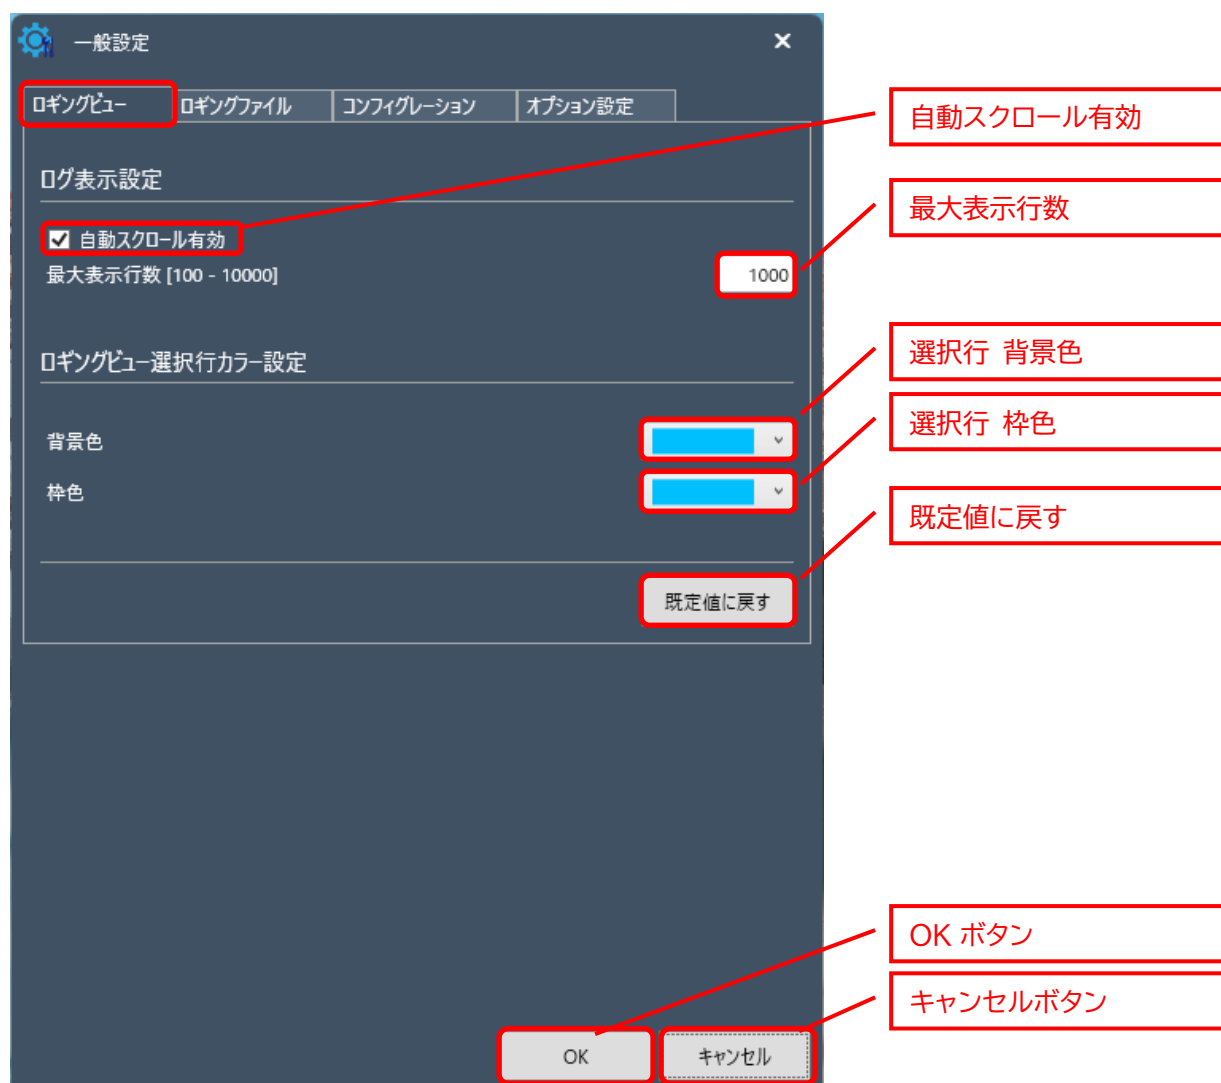 一般設定
ロギングビュー ロギングファイル コンフィグレーション オプション設定
ログ表示設定
自動スクロール有効
最大表示行数 [100 - 10000] 1000
ロギングビュー選択行カラー設定
背景色
枠色
既定値に戻す
OK キャンセル
自動スクロール有効
最大表示行数
選択行 背景色
選択行 枠色
既定値に戻す
OK ボタン
キャンセルボタン